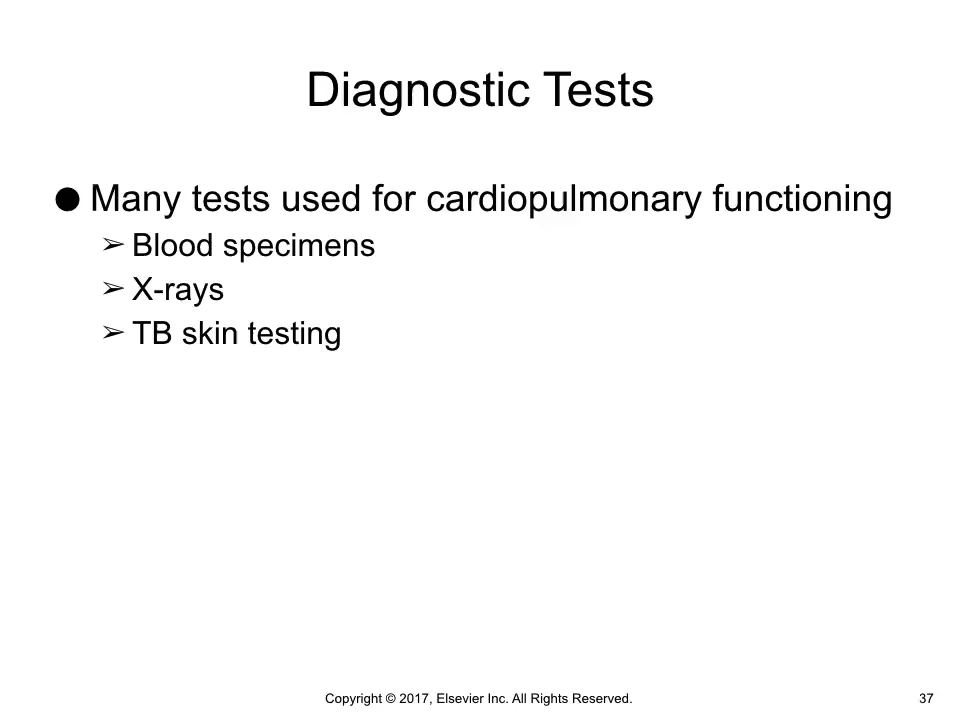 Diagnostic Tests
● Many tests used for cardiopulmonary functioning
➢ Blood specimens
➢ X-rays
➢ TB skin testing
Copyright © 2017, Elsevier Inc. All Rights Reserved.
37